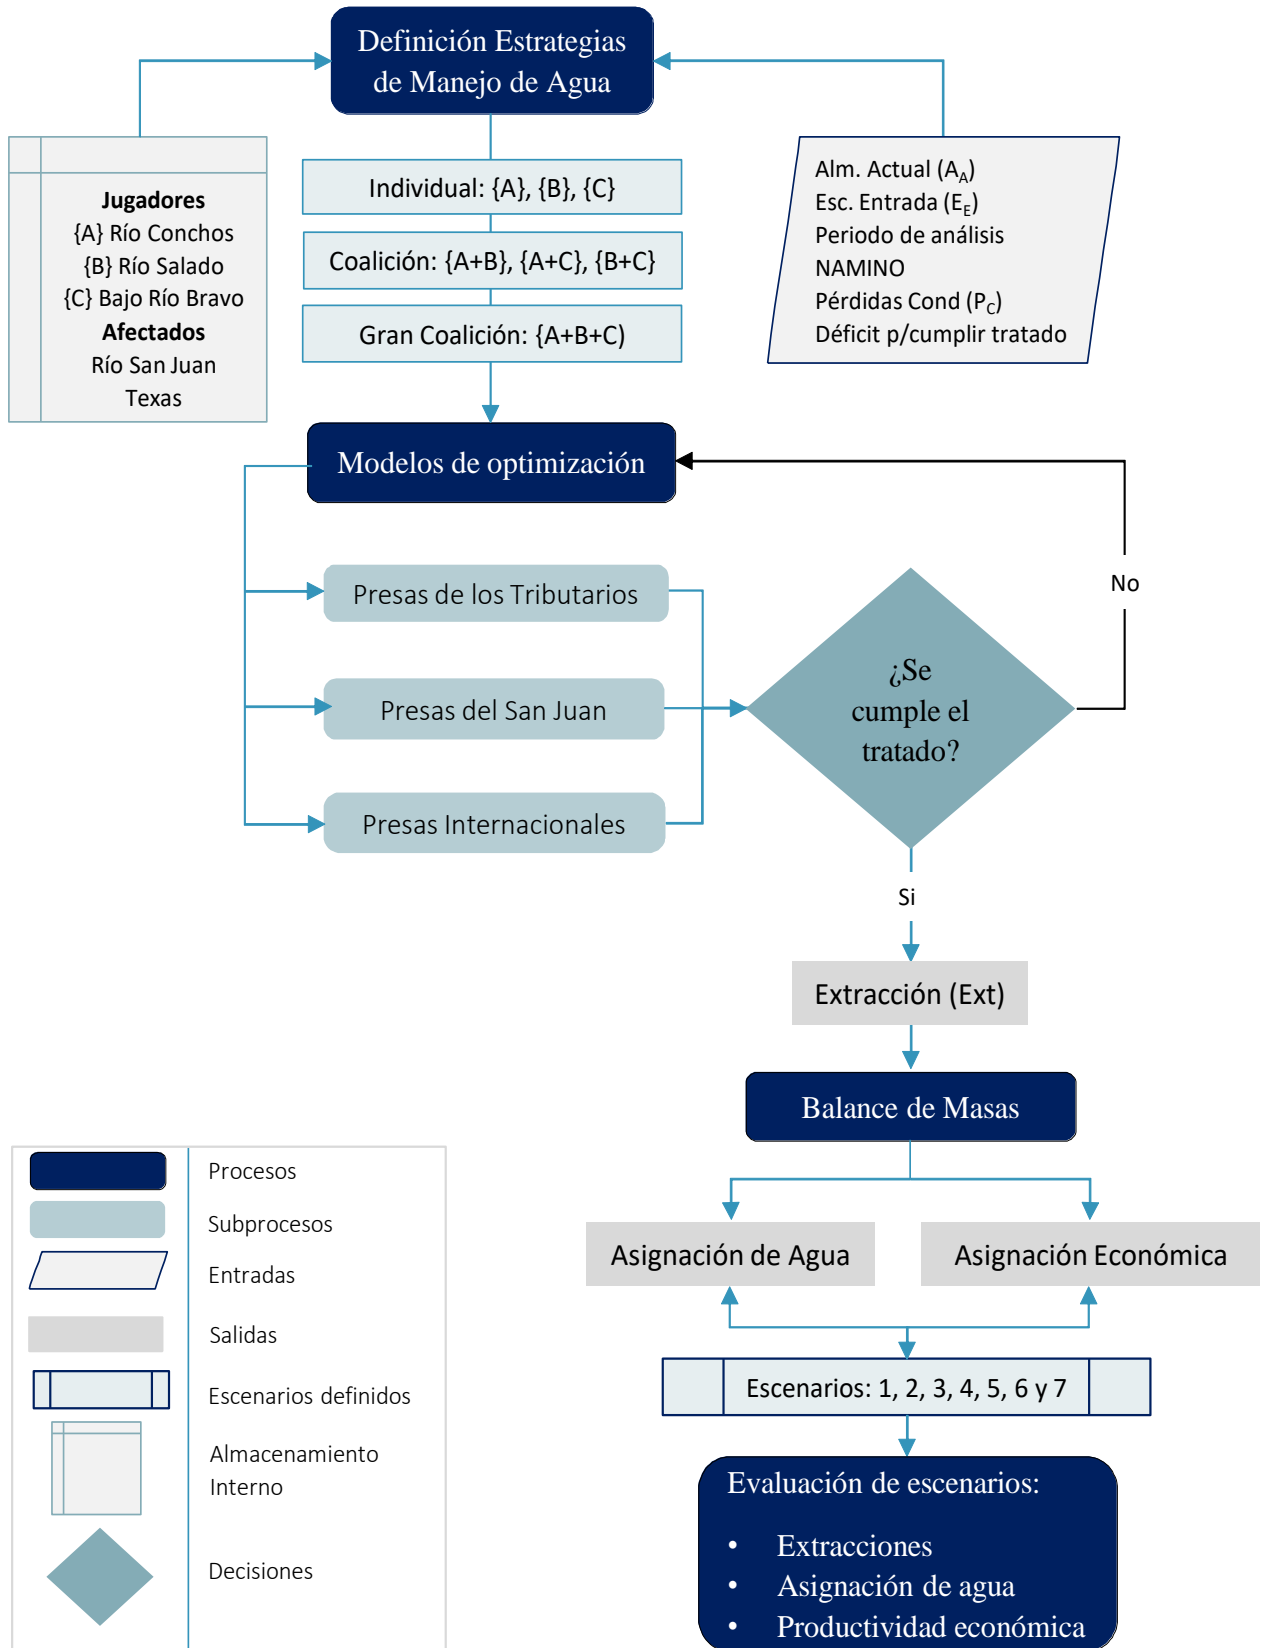 Definición Estrategias
de Manejo de Agua
Jugadores
{A} Río Conchos
{B} Río Salado
{C} Bajo Río Bravo
Afectados
Río San Juan
Texas
Individual: {A}, {B}, {C}
Coalición: {A+B}, {A+C}, {B+C}
Gran Coalición: {A+B+C)
Alm. Actual (A_A)
Esc. Entrada (E_E)
Periodo de análisis
NAMINO
Pérdidas Cond (P_C)
Déficit p/cumplir tratado
Modelos de optimización
Presas de los Tributarios
Presas del San Juan
Presas Internacionales
¿Se
cumple el
tratado?
No
Si
Extracción (Ext)
Balance de Masas
Asignación de Agua
Asignación Económica
Escenarios: 1, 2, 3, 4, 5, 6 y 7
Evaluación de escenarios:
• Extracciones
• Asignación de agua
• Productividad económica
Procesos
Subprocesos
Entradas
Salidas
Escenarios definidos
Almacenamiento
Interno
Decisiones